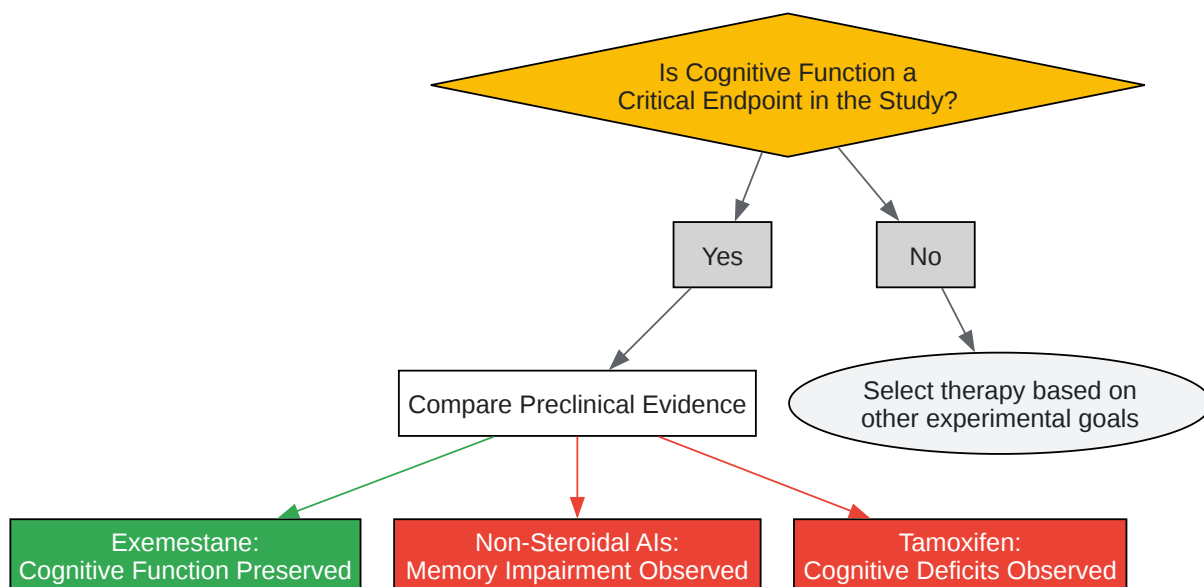 Is Cognitive Function a
Critical Endpoint in the Study?
Yes
No
Compare Preclinical Evidence
Select therapy based on
other experimental goals
Exemestane:
Cognitive Function Preserved
Non-Steroidal AIs:
Memory Impairment Observed
Tamoxifen:
Cognitive Deficits Observed